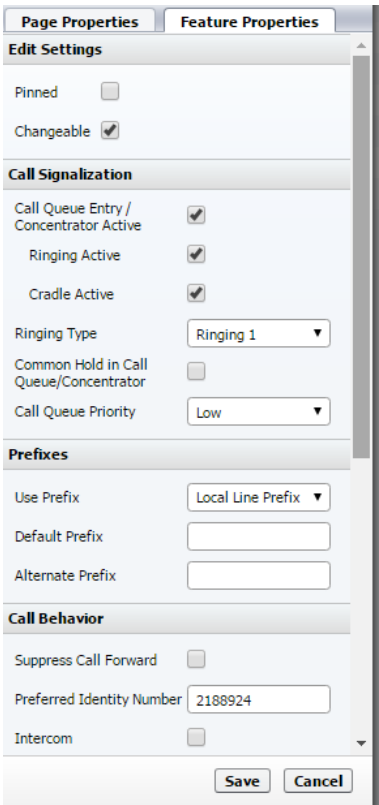 Page Properties Feature Properties
Edit Settings
Pinned
Changeable
Call Signalization
Call Queue Entry /
Concentrator Active
Ringing Active
Cradle Active
Ringing Type Ringing 1
Common Hold in Call
Queue/Concentrator
Call Queue Priority Low
Prefixes
Use Prefix Local Line Prefix
Default Prefix
Alternate Prefix
Call Behavior
Suppress Call Forward
Preferred Identity Number 2188924
Intercom
Save Cancel